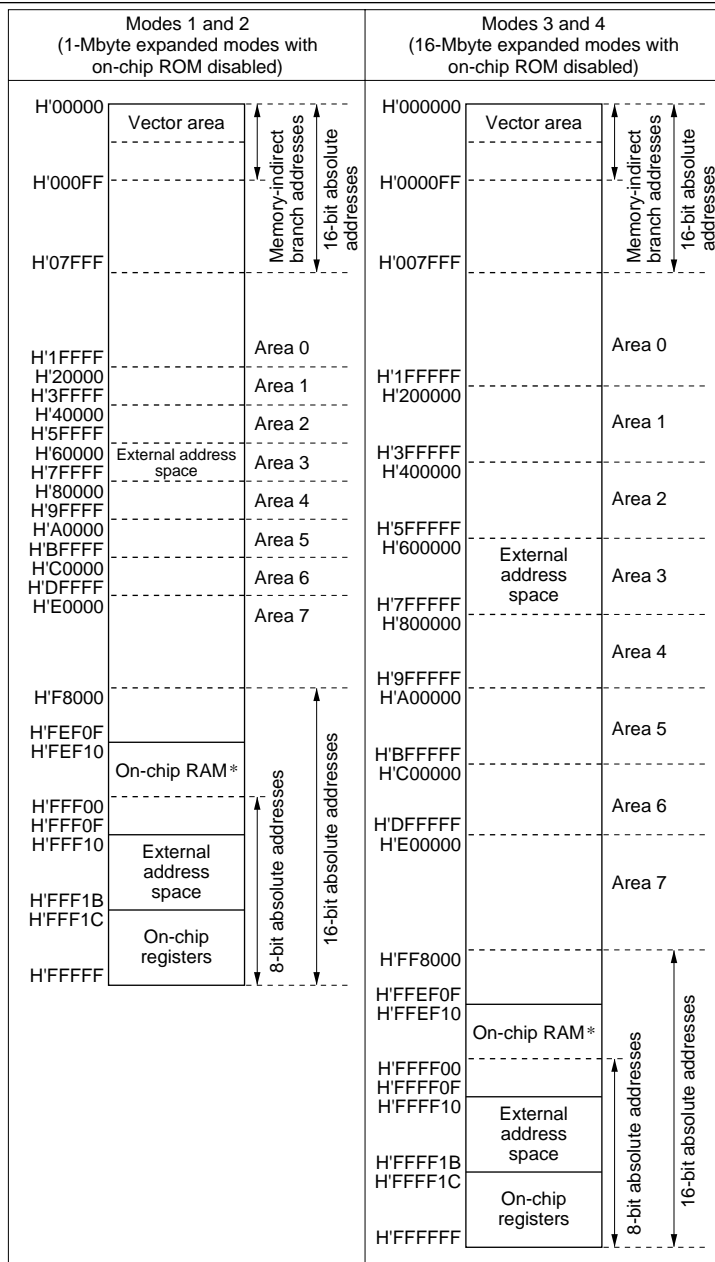 Modes 1 and 2
(1-Mbyte expanded modes with
on-chip ROM disabled)
H'00000
Vector area
H'000FF
H'07FFF
Memory-indirect
branch addresses
16-bit absolute
addresses
H'1FFFF
Area 0
H'20000
H'3FFFF
Area 1
H'40000
H'5FFFF
Area 2
H'60000
H'7FFFF
External address
space
Area 3
H'80000
H'9FFFF
Area 4
H'A0000
H'BFFFF
Area 5
H'C0000
H'DFFFF
Area 6
H'E0000
Area 7
H'F8000
H'FEF0F
H'FEF10
On-chip RAM*
H'FFF00
H'FFF0F
H'FFF10
External
address
space
H'FFF1B
H'FFF1C
On-chip
registers
H'FFFFF
8-bit absolute addresses
16-bit absolute addresses
Modes 3 and 4
(16-Mbyte expanded modes with
on-chip ROM disabled)
H'000000
Vector area
H'0000FF
H'007FFF
Memory-indirect
branch addresses
16-bit absolute
addresses
Area 0
H'1FFFFF
H'200000
Area 1
H'3FFFFF
H'400000
Area 2
H'5FFFFF
H'600000
External
address
space
Area 3
H'7FFFFF
H'800000
Area 4
H'9FFFFF
H'A00000
Area 5
H'BFFFFF
H'C00000
Area 6
H'DFFFFF
H'E00000
Area 7
H'FF8000
H'FFEF0F
H'FFEF10
On-chip RAM*
H'FFFF00
H'FFFF0F
H'FFFF10
External
address
space
H'FFFF1B
H'FFFF1C
On-chip
registers
H'FFFFFF
8-bit absolute addresses
16-bit absolute addresses